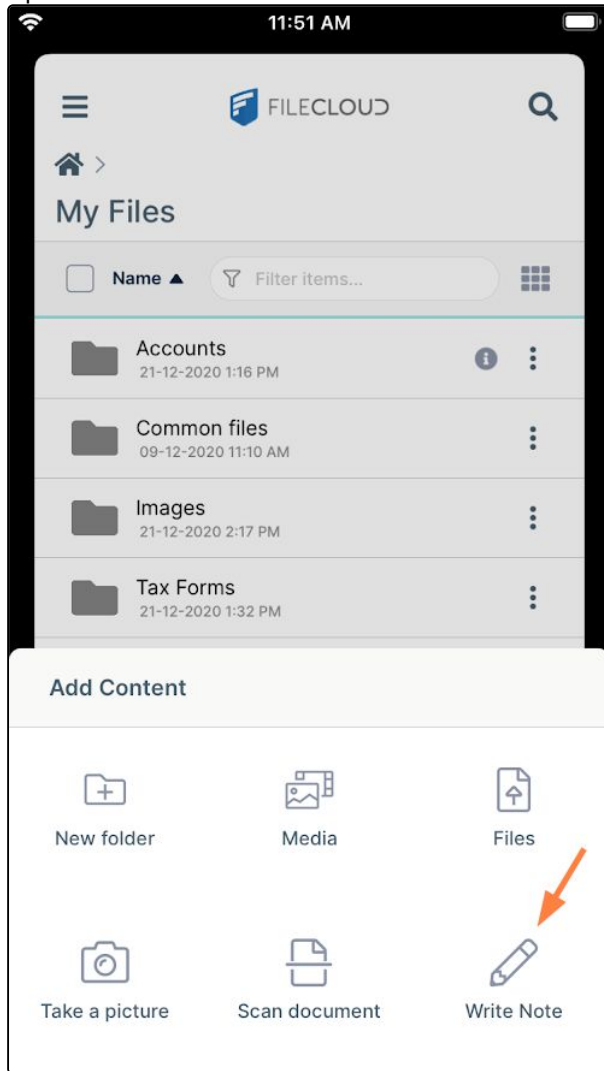 11:51 AM
FILECLOUD
My Files
Name ▲ Filter items...
Accounts
21-12-2020 1:16 PM
Common files
09-12-2020 11:10 AM
Images
21-12-2020 2:17 PM
Tax Forms
21-12-2020 1:32 PM
Add Content
New folder Media Files
Take a picture Scan document Write Note